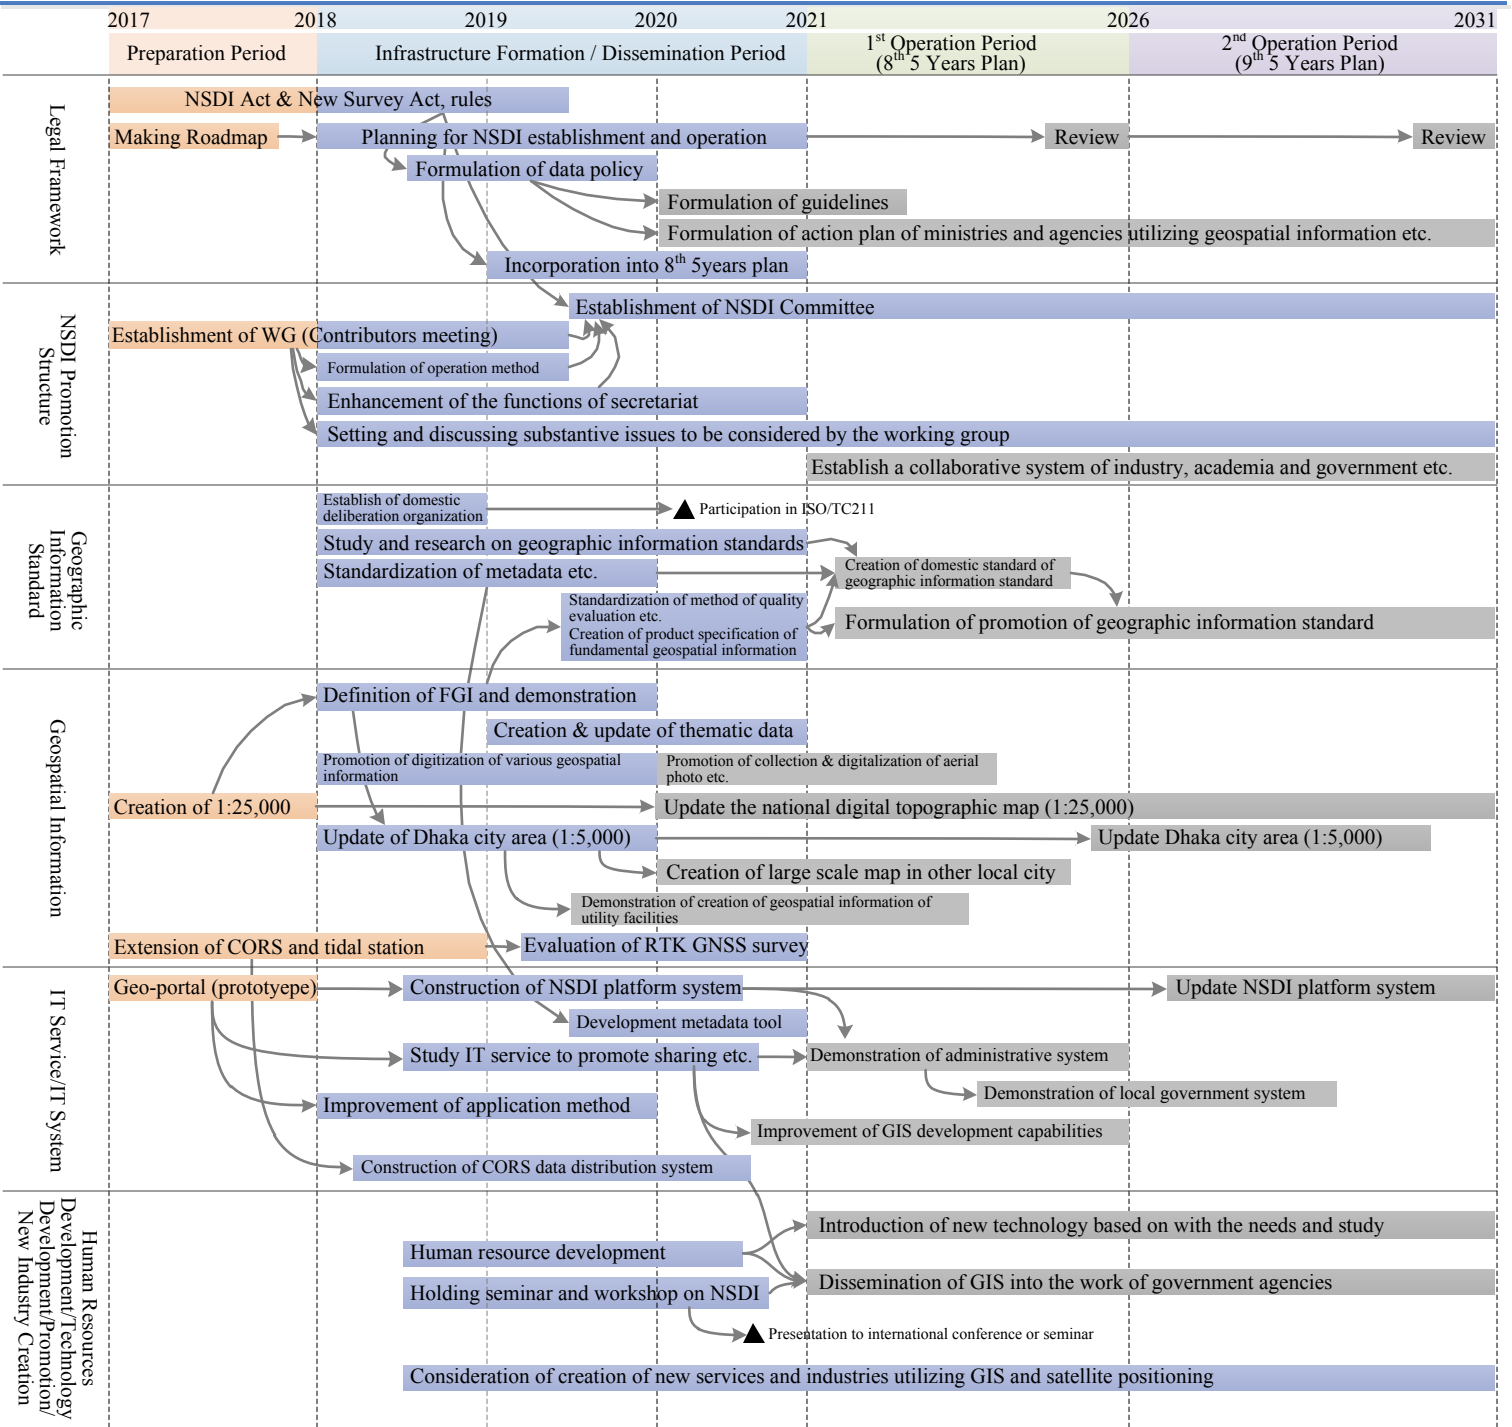 2017 2018 2019 2020 2021 2026 2031
Preparation Period
Infrastructure Formation / Dissemination Period
1st Operation Period
(8th 5 Years Plan)
2nd Operation Period
(9th 5 Years Plan)
Legal Framework
NSDI Act & New Survey Act, rules
Making Roadmap
Planning for NSDI establishment and operation
Review
Review
Formulation of data policy
Formulation of guidelines
Formulation of action plan of ministries and agencies utilizing geospatial information etc.
Incorporation into 8th 5years plan
NSDI Promotion
Structure
Establishment of NSDI Committee
Establishment of WG (Contributors meeting)
Formulation of operation method
Enhancement of the functions of secretariat
Setting and discussing substantive issues to be considered by the working group
Establish a collaborative system of industry, academia and government etc.
Geographic
Information
Standard
Establish of domestic
deliberation organization
Participation in ISO/TC211
Study and research on geographic information standards
Standardization of metadata etc.
Creation of domestic standard of
geographic information standard
Standardization of method of quality
evaluation etc.
Creation of product specification of
fundamental geospatial information
Formulation of promotion of geographic information standard
Geospatial Information
Definition of FGI and demonstration
Creation & update of thematic data
Promotion of digitization of various geospatial
information
Promotion of collection & digitalization of aerial
photo etc.
Creation of 1:25,000
Update the national digital topographic map (1:25,000)
Update of Dhaka city area (1:5,000)
Update Dhaka city area (1:5,000)
Creation of large scale map in other local city
Demonstration of creation of geospatial information of
utility facilities
Extension of CORS and tidal station
Evaluation of RTK GNSS survey
IT Service/IT System
Geo-portal (prototyepe)
Construction of NSDI platform system
Update NSDI platform system
Development metadata tool
Study IT service to promote sharing etc.
Demonstration of administrative system
Demonstration of local government system
Improvement of application method
Improvement of GIS development capabilities
Construction of CORS data distribution system
Human Resources
Development/Technology
Development/Promotion/
New Industry Creation
Introduction of new technology based on with the needs and study
Human resource development
Dissemination of GIS into the work of government agencies
Holding seminar and workshop on NSDI
Presentation to international conference or seminar
Consideration of creation of new services and industries utilizing GIS and satellite positioning